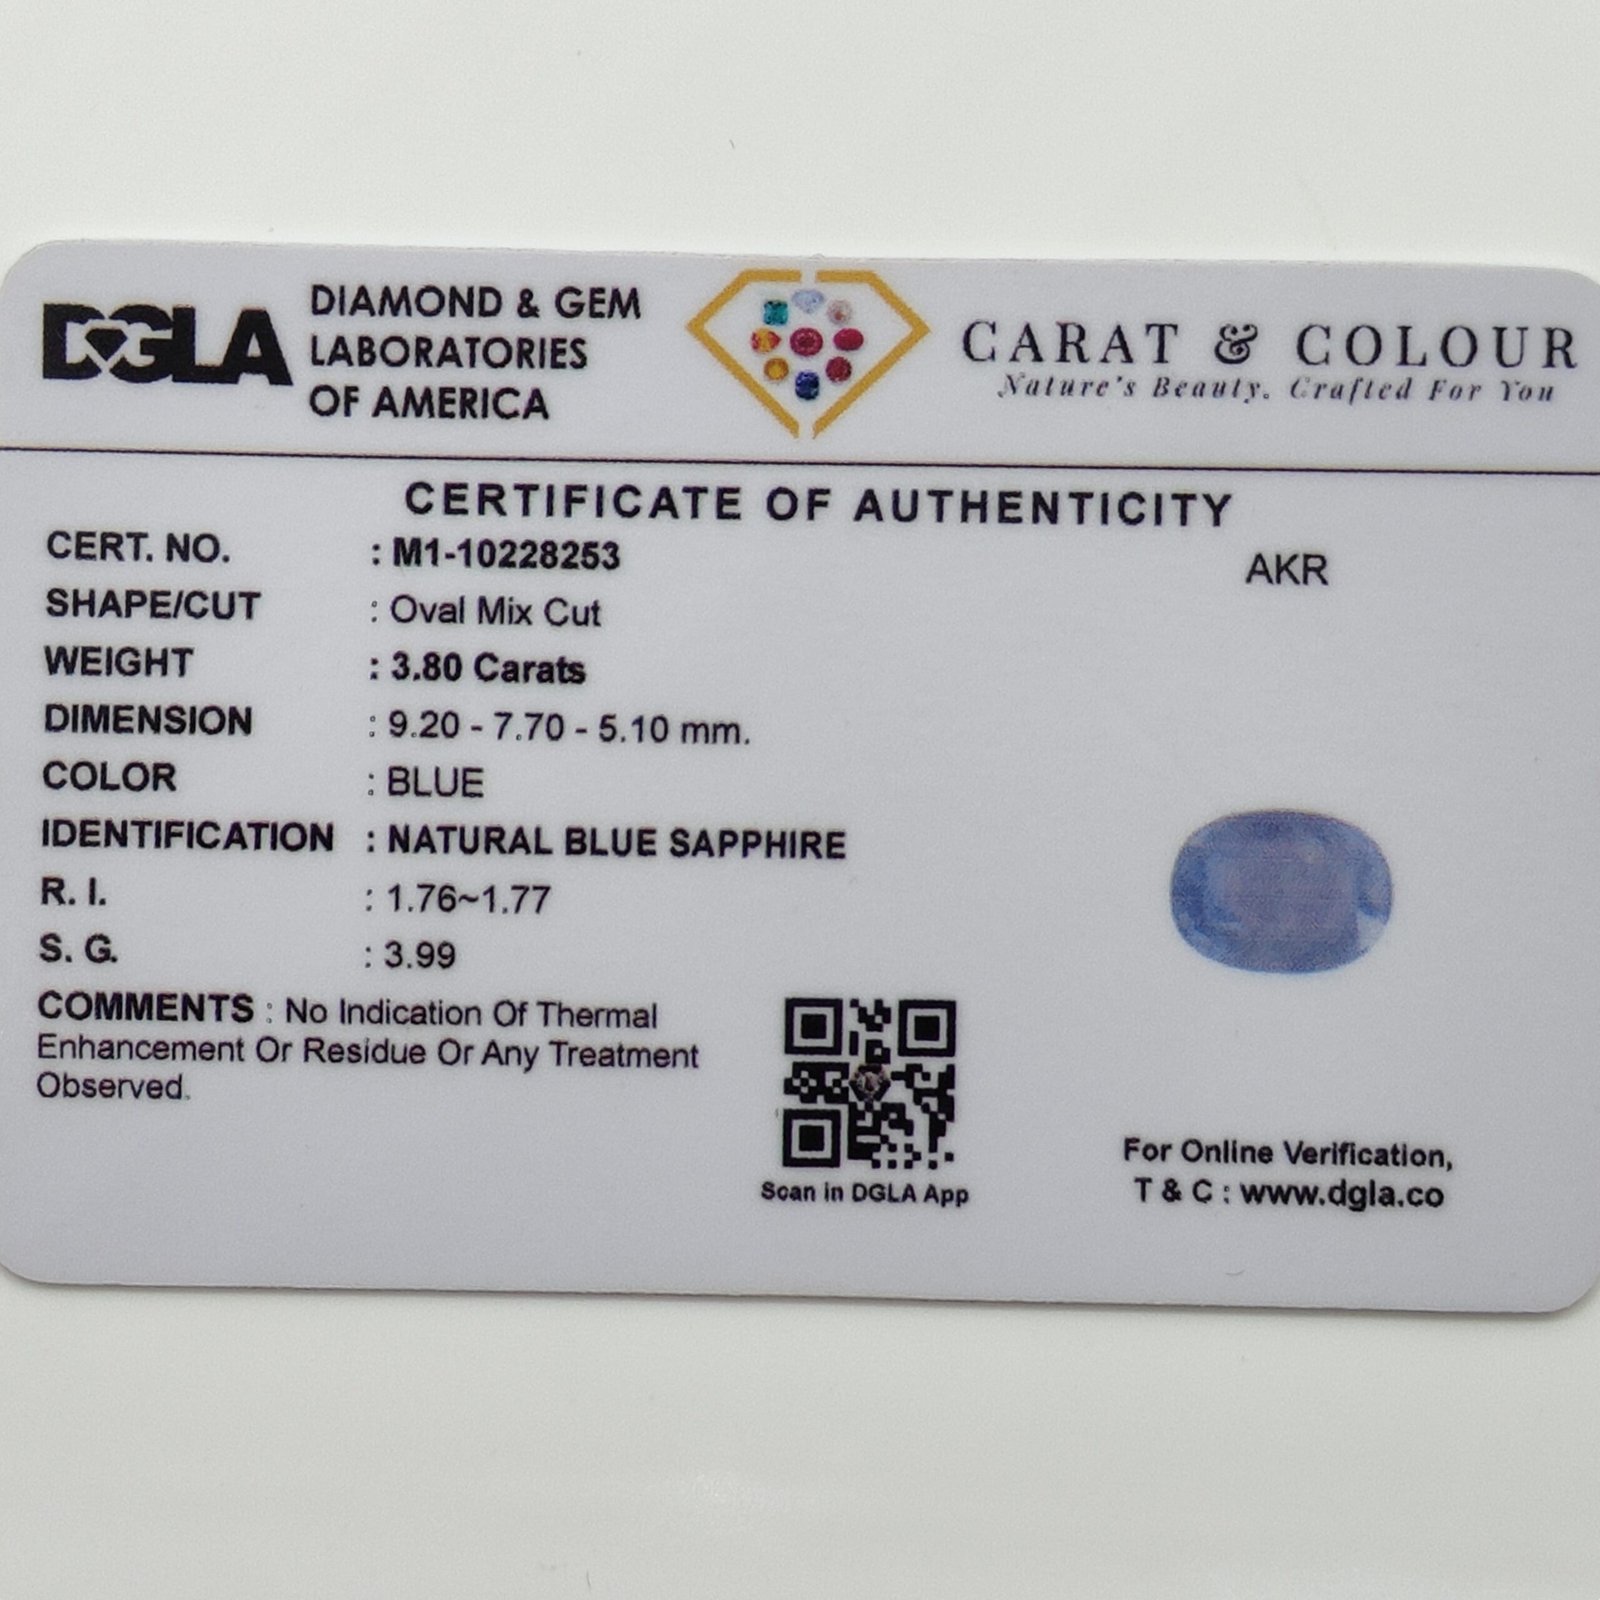 DGLA
DIAMOND & GEM
LABORATORIES
OF AMERICA
CARAT & COLOUR
Nature's Beauty. Crafted For You
CERTIFICATE OF AUTHENTICITY
CERT. NO. : M1-10228253
AKR
SHAPE/CUT : Oval Mix Cut
WEIGHT : 3.80 Carats
DIMENSION : 9.20 - 7.70 - 5.10 mm.
COLOR : BLUE
IDENTIFICATION : NATURAL BLUE SAPPHIRE
R. I. : 1.76~1.77
S. G. : 3.99
COMMENTS : No Indication Of Thermal
Enhancement Or Residue Or Any Treatment
Observed.
Scan in DGLA App
For Online Verification,
T & C : www.dgla.co